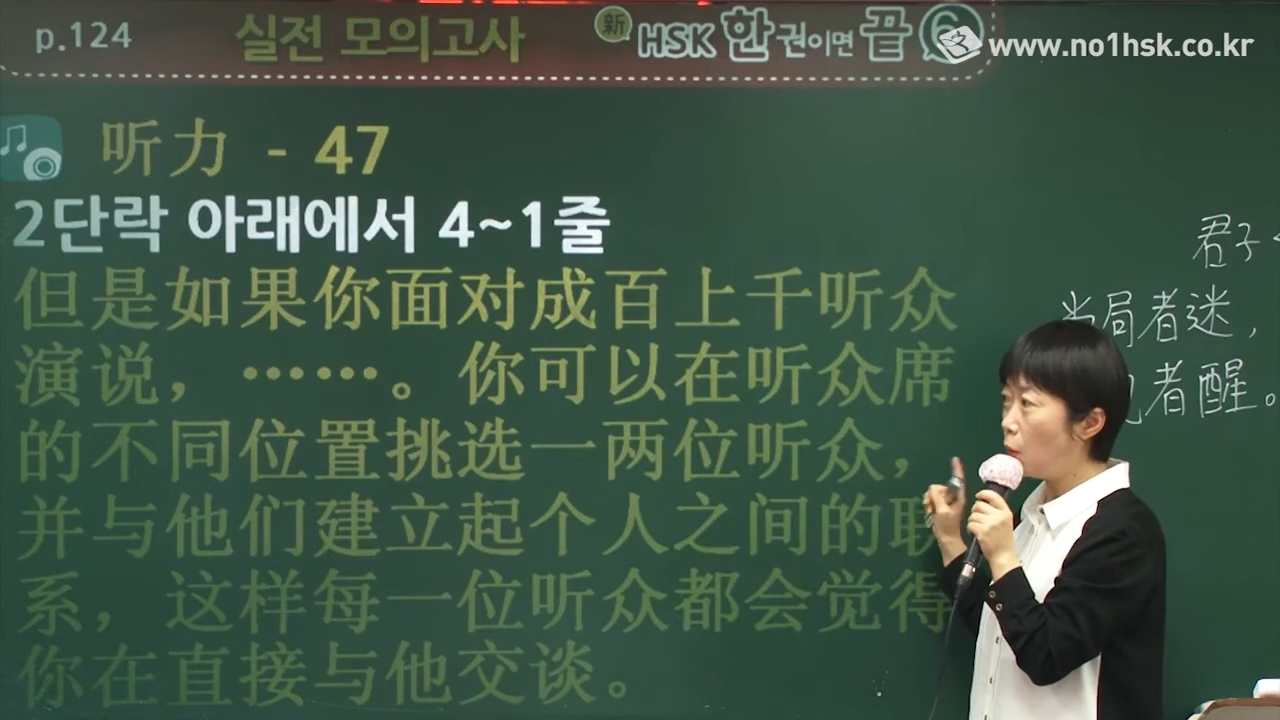 p.124 실전 모의고사 新 HSK 한권이면 끝 6 www.no1hsk.co.kr
听力 - 47
2단락 아래에서 4~1줄
但是如果你面对成百上千听众
演说，……。你可以在听众席
的不同位置挑选一两位听众，
并与他们建立起个人之间的联
系，这样每一位听众都会觉得
你在直接与他交谈。
君子
当局者迷，
者醒。